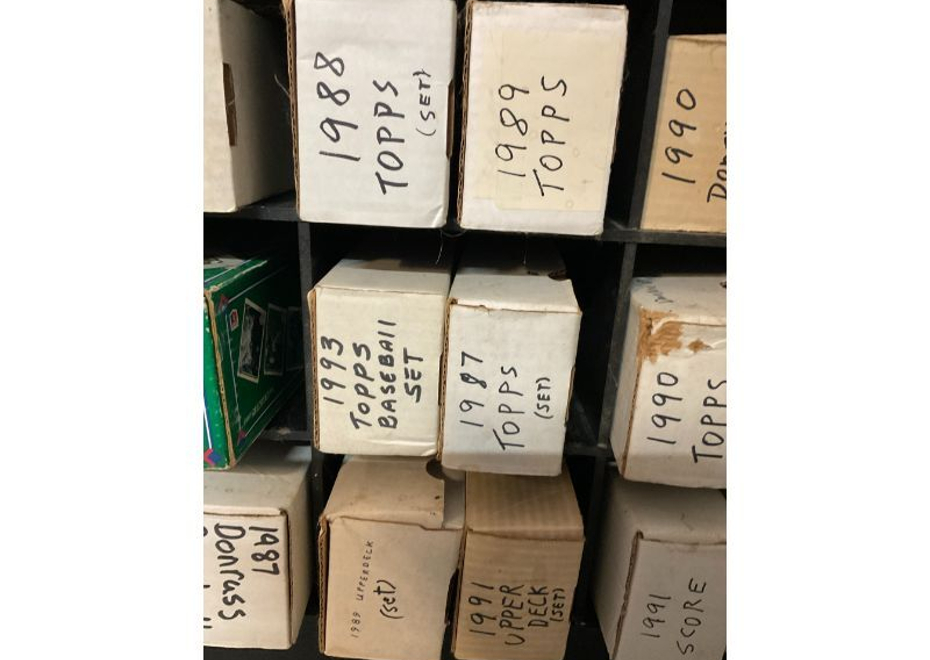 1988
TOPPS
(SET)
1989
TOPPS
1990
1993
TOPPS
BASEBALL
SET
1987
TOPPS
(SET)
1990
TOPPS
1987
Donruss
1989 UPPERDECK
(set)
1991
UPPER
DECK
(SET)
1991
SCORE